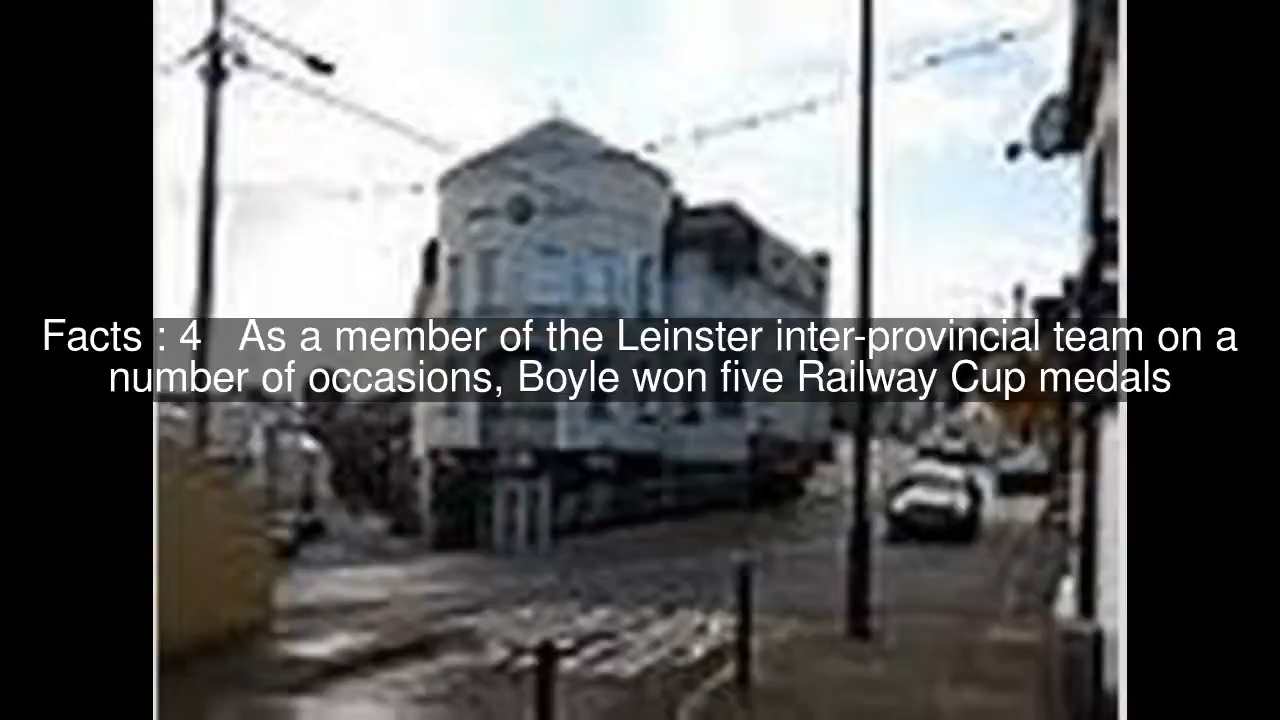 Facts : 4   As a member of the Leinster inter-provincial team on a
number of occasions, Boyle won five Railway Cup medals